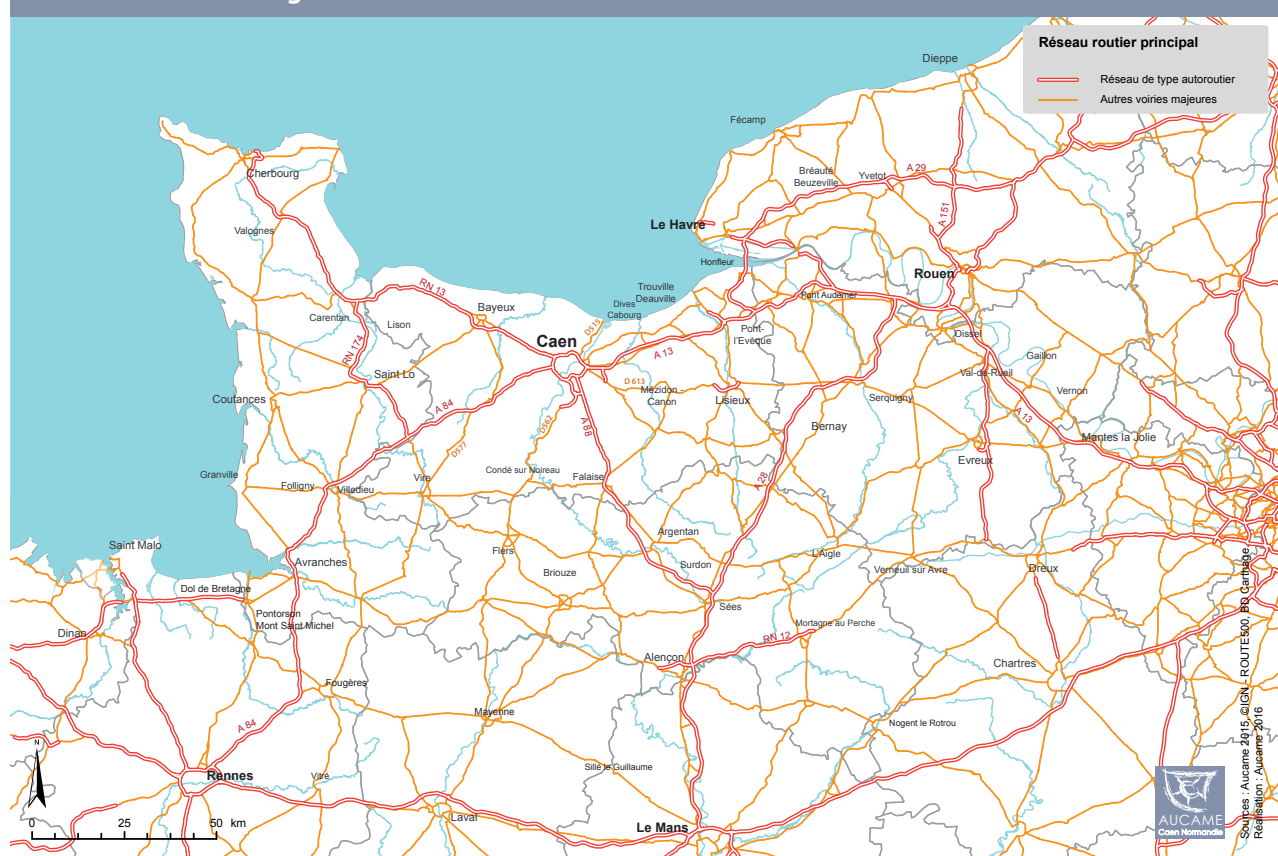 Réseau routier principal
Réseau de type autoroutier
Autres voiries majeures
Dieppe
Fécamp
Cherbourg
Bréauté
Beuzeville
Yvetot
A 29
A 151
Valognes
Le Havre
Honfleur
Rouen
RN 13
Trouville
Deauville
Pont Audemer
Bayeux
Dives
Cabourg
Carentan
Lison
D515
Pont-
l'Evèque
Oissel
Caen
RN 174
A 13
Gaillon
Saint Lo
D 613
Mézidon -
Canon
Val-de-Rueil
Vernon
Coutances
A 84
Lisieux
Serquigny
A 13
D562
A 88
Bernay
Mantes la Jolie
D577
Evreux
Granville
Condé sur Noireau
Falaise
Vire
Folligny
Villedieu
A 28
Argentan
Saint Malo
Flers
L'Aigle
Avranches
Briouze
Surdon
Verneuil sur Avre
Dreux
Dol de Bretagne
Sées
Pontorson
Mont Saint Michel
Mortagne au Perche
Dinan
RN 12
Alençon
Chartres
Fougères
Mayenne
A 84
Nogent le Rotrou
N
Rennes
Vitré
Sillé le Guillaume
0 25 50 km
Laval
Le Mans
AUCAME
Caen Normandie
Sources : Aucame 2015, ©IGN - ROUTE500, BD Carthage
Réalisation : Aucame 2016